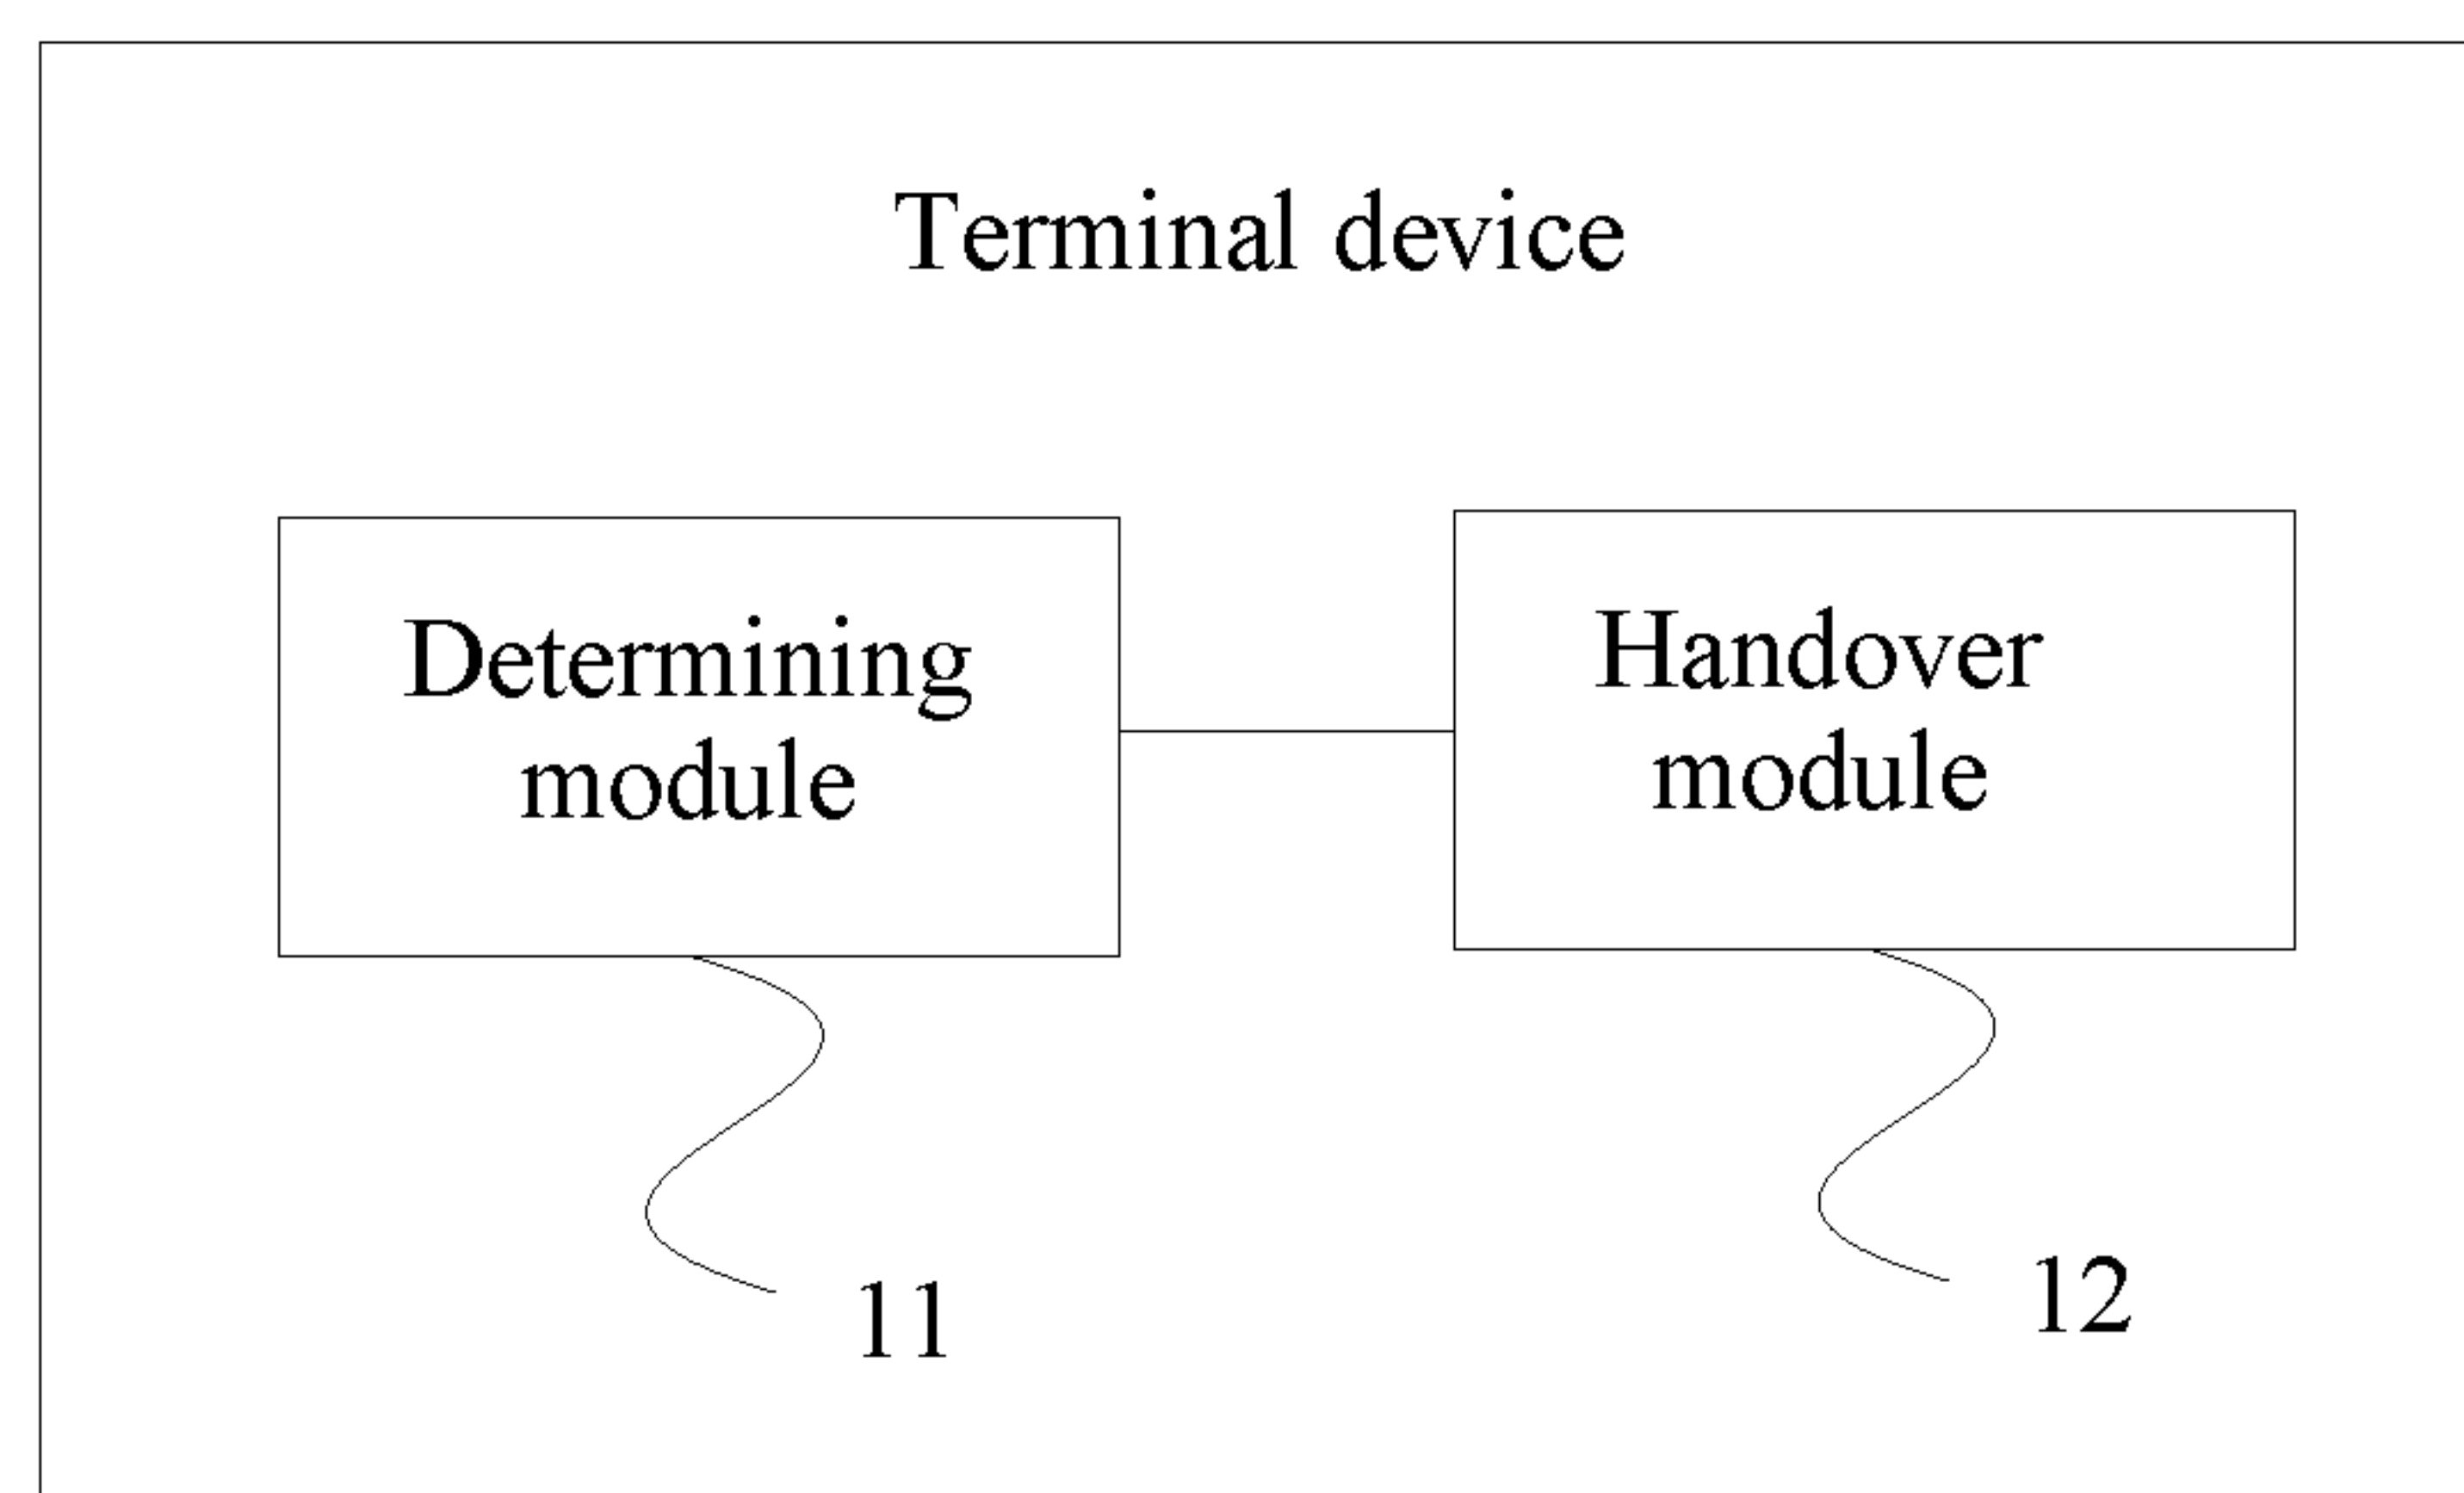 Terminal device
Determining
module
Handover
module
11
12